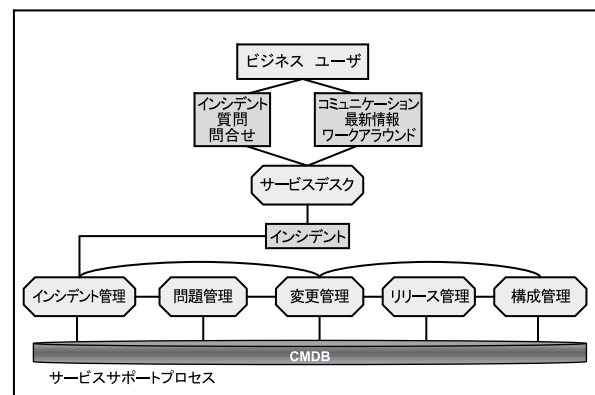 ビジネス ユーザ
インシデント
質問
問合せ
コミュニケーション
最新情報
ワークアラウンド
サービスデスク
インシデント
インシデント管理
問題管理
変更管理
リリース管理
構成管理
CMDB
サービスサポートプロセス